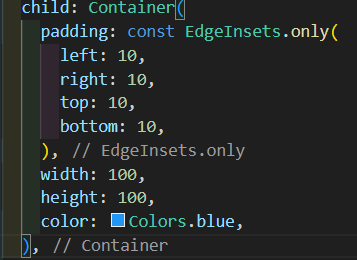 child: Container(
padding: const EdgeInsets.only(
left: 10,
right: 10,
top: 10,
bottom: 10,
), // EdgeInsets.only
width: 100,
height: 100,
color: Colors.blue,
), // Container